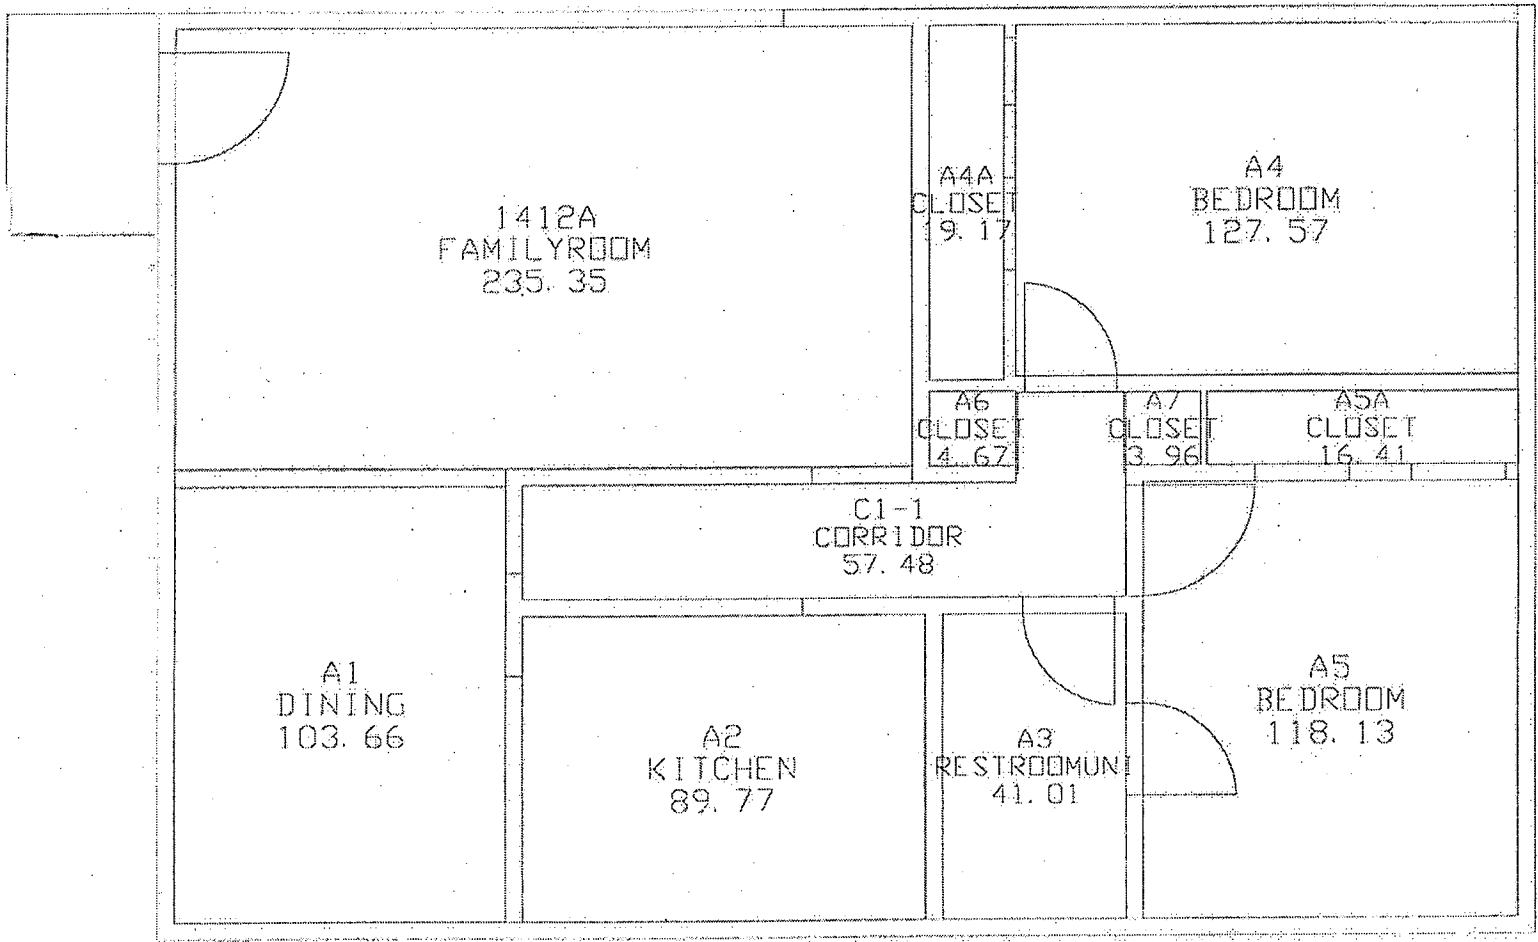 1412A
FAMILYROOM
235. 35
A4A
CLOSET
19. 17
A4
BEDROOM
127. 57
A6
CLOSET
4. 67
A7
CLOSET
3. 96
A5A
CLOSET
16. 41
C1-1
CORRIDOR
57. 48
A1
DINING
103. 66
A2
KITCHEN
89. 77
A3
RESTROOMUNI
41. 01
A5
BEDROOM
118. 13